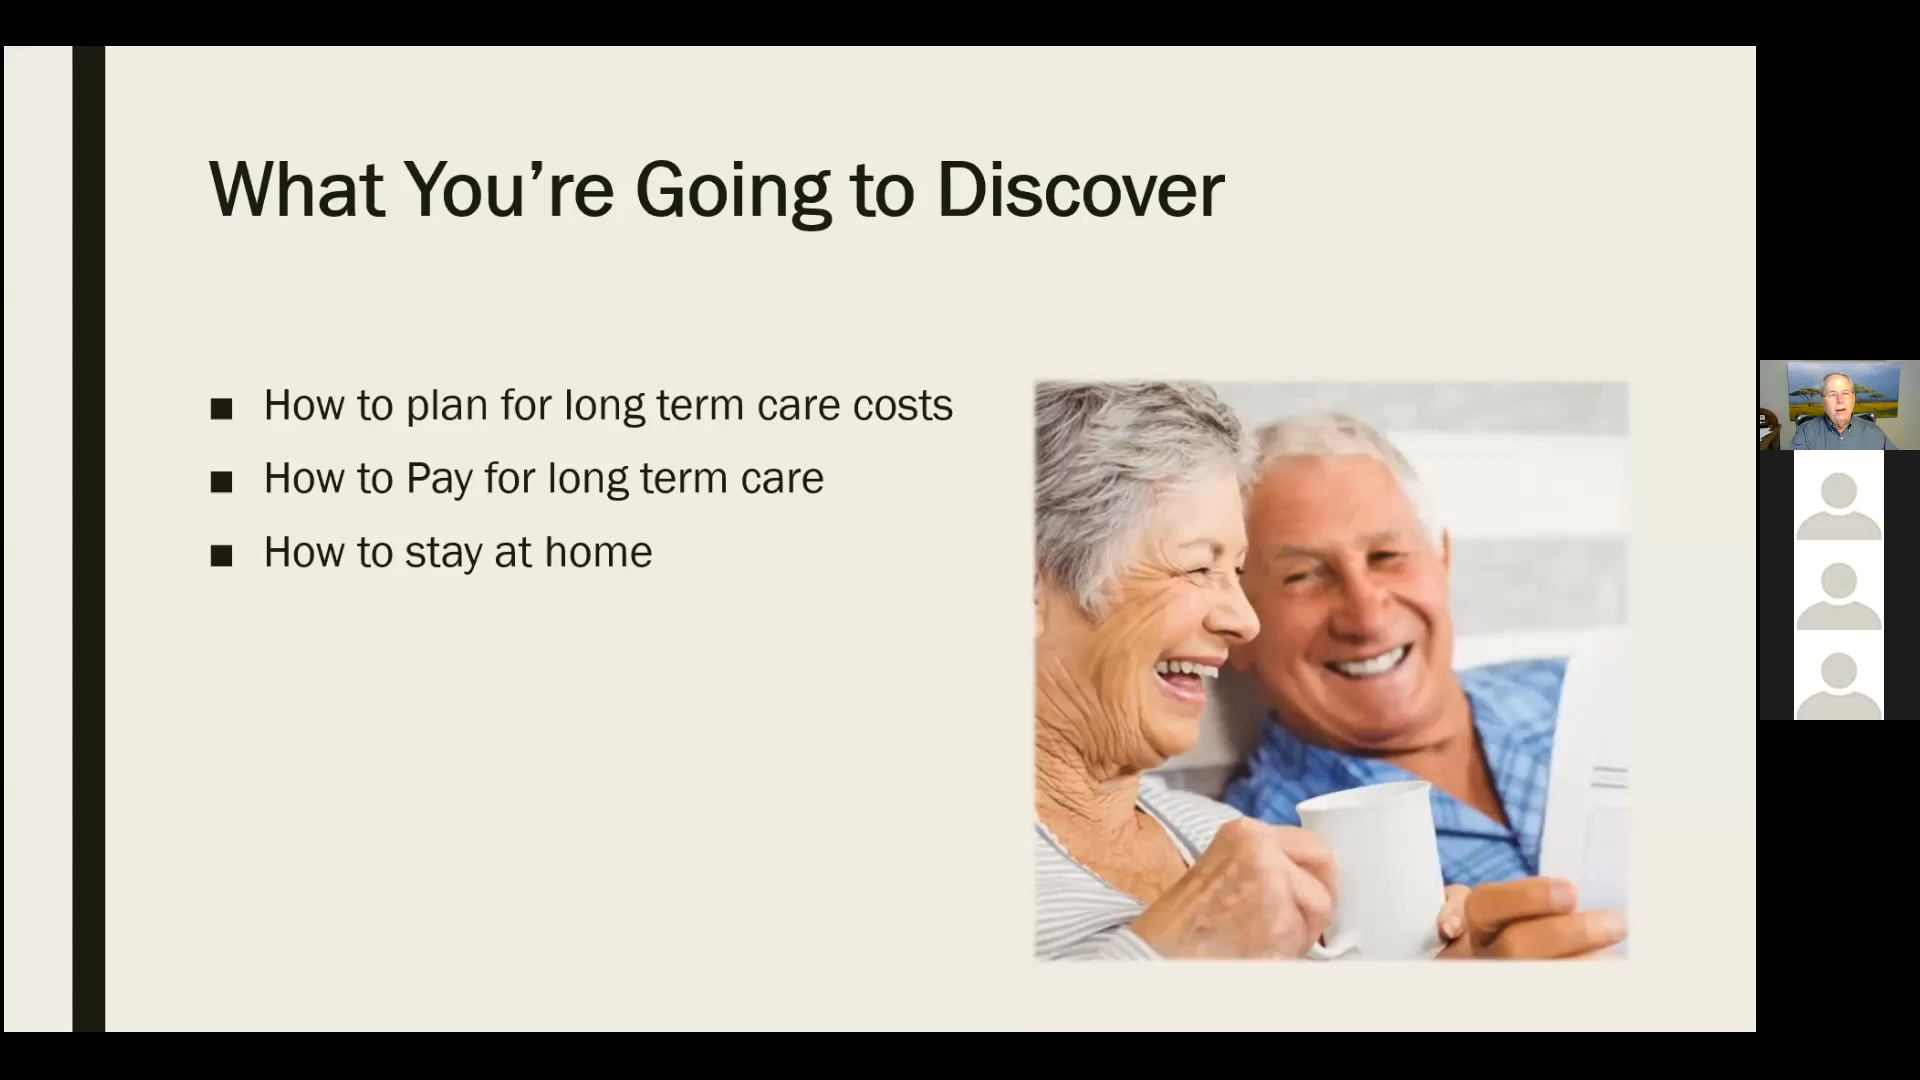 What You’re Going to Discover
■ How to plan for long term care costs
■ How to Pay for long term care
■ How to stay at home